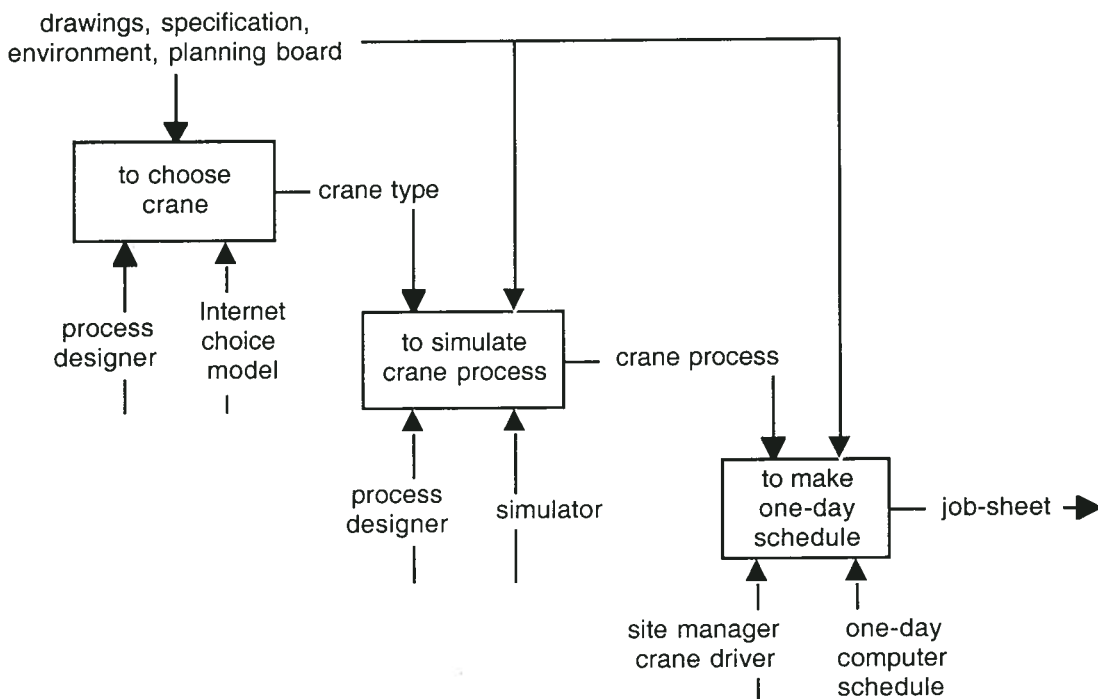 drawings, specification,
environment, planning board
to choose
crane
crane type
process
designer
Internet
choice
model
to simulate
crane process
crane process
process
designer
simulator
to make
one-day
schedule
job-sheet
site manager
crane driver
one-day
computer
schedule